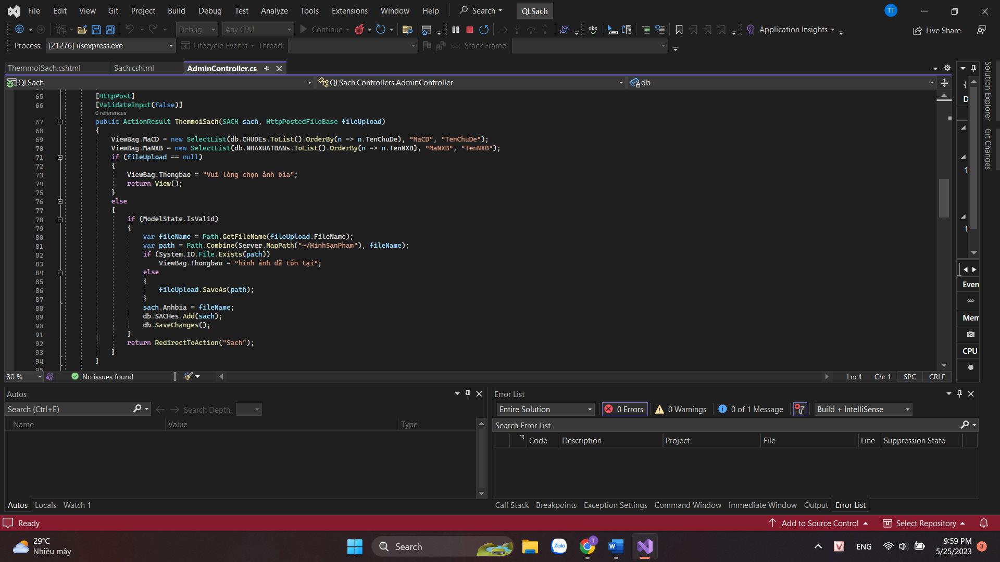 File Edit View Git Project Build Debug Test Analyze Tools Extensions Window Help Search QLSach TT
Debug Any CPU Continue Application Insights Live Share
Process: [21276] iisexpress.exe Lifecycle Events Thread: Stack Frame:
ThemmoiSach.cshtml Sach.cshtml AdminController.cs
QLSach QLSach.Controllers.AdminController db
65 [HttpPost]
66 [ValidateInput(false)]
0 references
67 public ActionResult ThemmoiSach(SACH sach, HttpPostedFileBase fileUpload)
68 {
69 ViewBag.MaCD = new SelectList(db.CHUDEs.ToList().OrderBy(n => n.TenChuDe), "MaCD", "TenChuDe");
70 ViewBag.MaNXB = new SelectList(db.NHAXUATBANs.ToList().OrderBy(n => n.TenNXB), "MaNXB", "TenNXB");
71 if (fileUpload == null)
72 {
73 ViewBag.Thongbao = "Vui lòng chọn ảnh bìa";
74 return View();
75 }
76 else
77 {
78 if (ModelState.IsValid)
79 {
80 var fileName = Path.GetFileName(fileUpload.FileName);
81 var path = Path.Combine(Server.MapPath("~/HinhSanPham"), fileName);
82 if (System.IO.File.Exists(path))
83 ViewBag.Thongbao = "hình ảnh đã tồn tại";
84 else
85 {
86 fileUpload.SaveAs(path);
87 }
88 sach.Anhbia = fileName;
89 db.SACHes.Add(sach);
90 db.SaveChanges();
91 }
92 return RedirectToAction("Sach");
93 }
94 }
95
Solution Explorer
Git Changes
D
1
1
Even
Mem
CPU
80 % No issues found Ln: 1 Ch: 1 SPC CRLF
Autos
Search (Ctrl+E) Search Depth:
Name Value Type
Autos Locals Watch 1
Error List
Entire Solution 0 Errors 0 Warnings 0 of 1 Message Build + IntelliSense
Search Error List
Code Description Project File Line Suppression State
Call Stack Breakpoints Exception Settings Command Window Immediate Window Output Error List
Ready Add to Source Control Select Repository
29°C
Nhiều mây
Search
Zalo
T
W
V
ENG
9:59 PM
5/25/2023
3